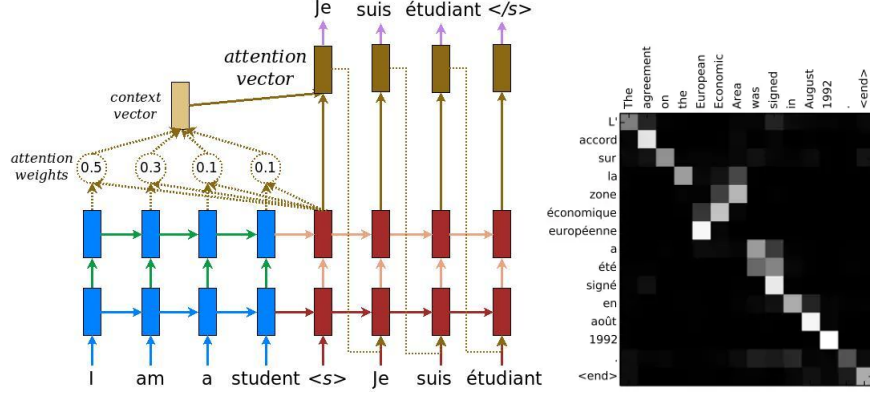 Je suis étudiant </s>
attention
vector
context
vector
attention
weights
0.5 0.3 0.1 0.1
I am a student <s> Je suis étudiant
The agreement on the European Economic Area was signed in August 1992 . <end>
L'
accord
sur
la
zone
économique
européenne
a
été
signé
en
août
1992
.
<end>